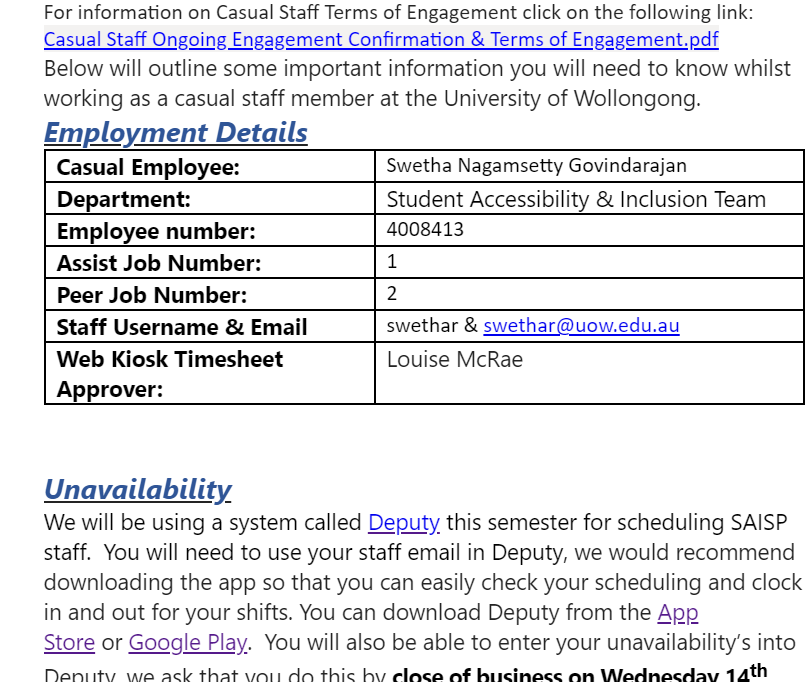 For information on Casual Staff Terms of Engagement click on the following link:
Casual Staff Ongoing Engagement Confirmation & Terms of Engagement.pdf
Below will outline some important information you will need to know whilst
working as a casual staff member at the University of Wollongong.
Employment Details
Casual Employee: Swetha Nagamsetty Govindarajan
Department: Student Accessibility & Inclusion Team
Employee number: 4008413
Assist Job Number: 1
Peer Job Number: 2
Staff Username & Email swethar & swethar@uow.edu.au
Web Kiosk Timesheet Louise McRae
Approver:
Unavailability
We will be using a system called Deputy this semester for scheduling SAISP
staff.  You will need to use your staff email in Deputy, we would recommend
downloading the app so that you can easily check your scheduling and clock
in and out for your shifts. You can download Deputy from the App
Store or Google Play.  You will also be able to enter your unavailability’s into
Deputy, we ask that you do this by close of business on Wednesday 14th